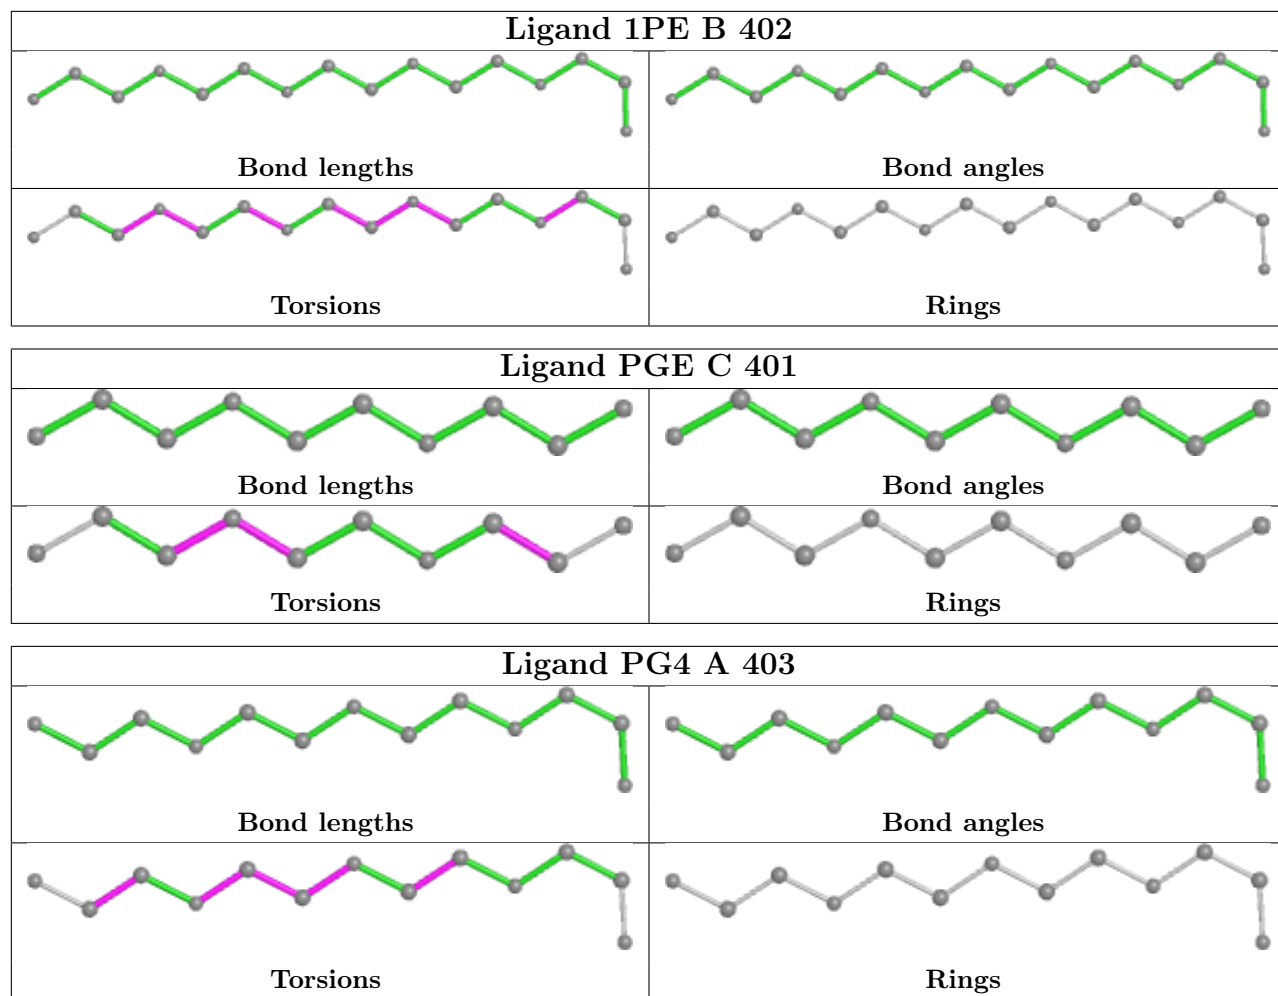 Ligand 1PE B 402
Bond lengths
Bond angles
Torsions
Rings
Ligand PGE C 401
Bond lengths
Bond angles
Torsions
Rings
Ligand PG4 A 403
Bond lengths
Bond angles
Torsions
Rings